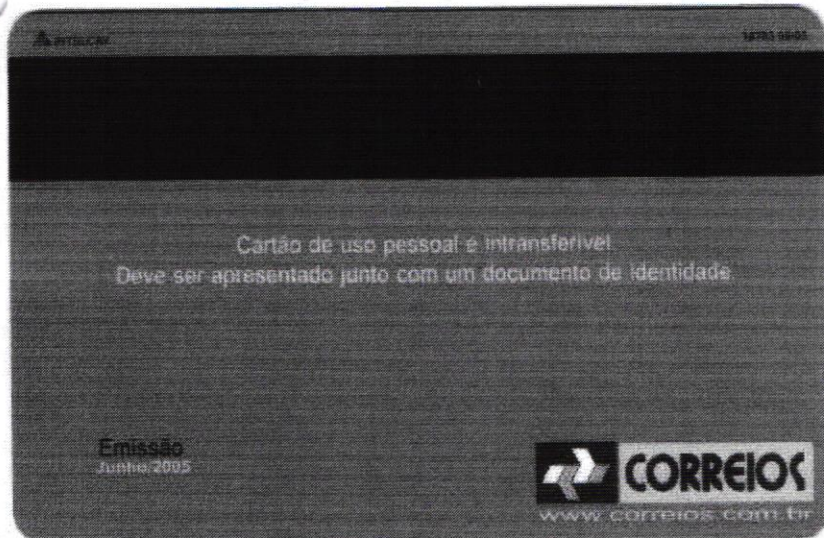 Cartão de uso pessoal e intransferível
Deve ser apresentado junto com um documento de identidade
Emissão
Junho/2005
CORREIOS
www.correios.com.br